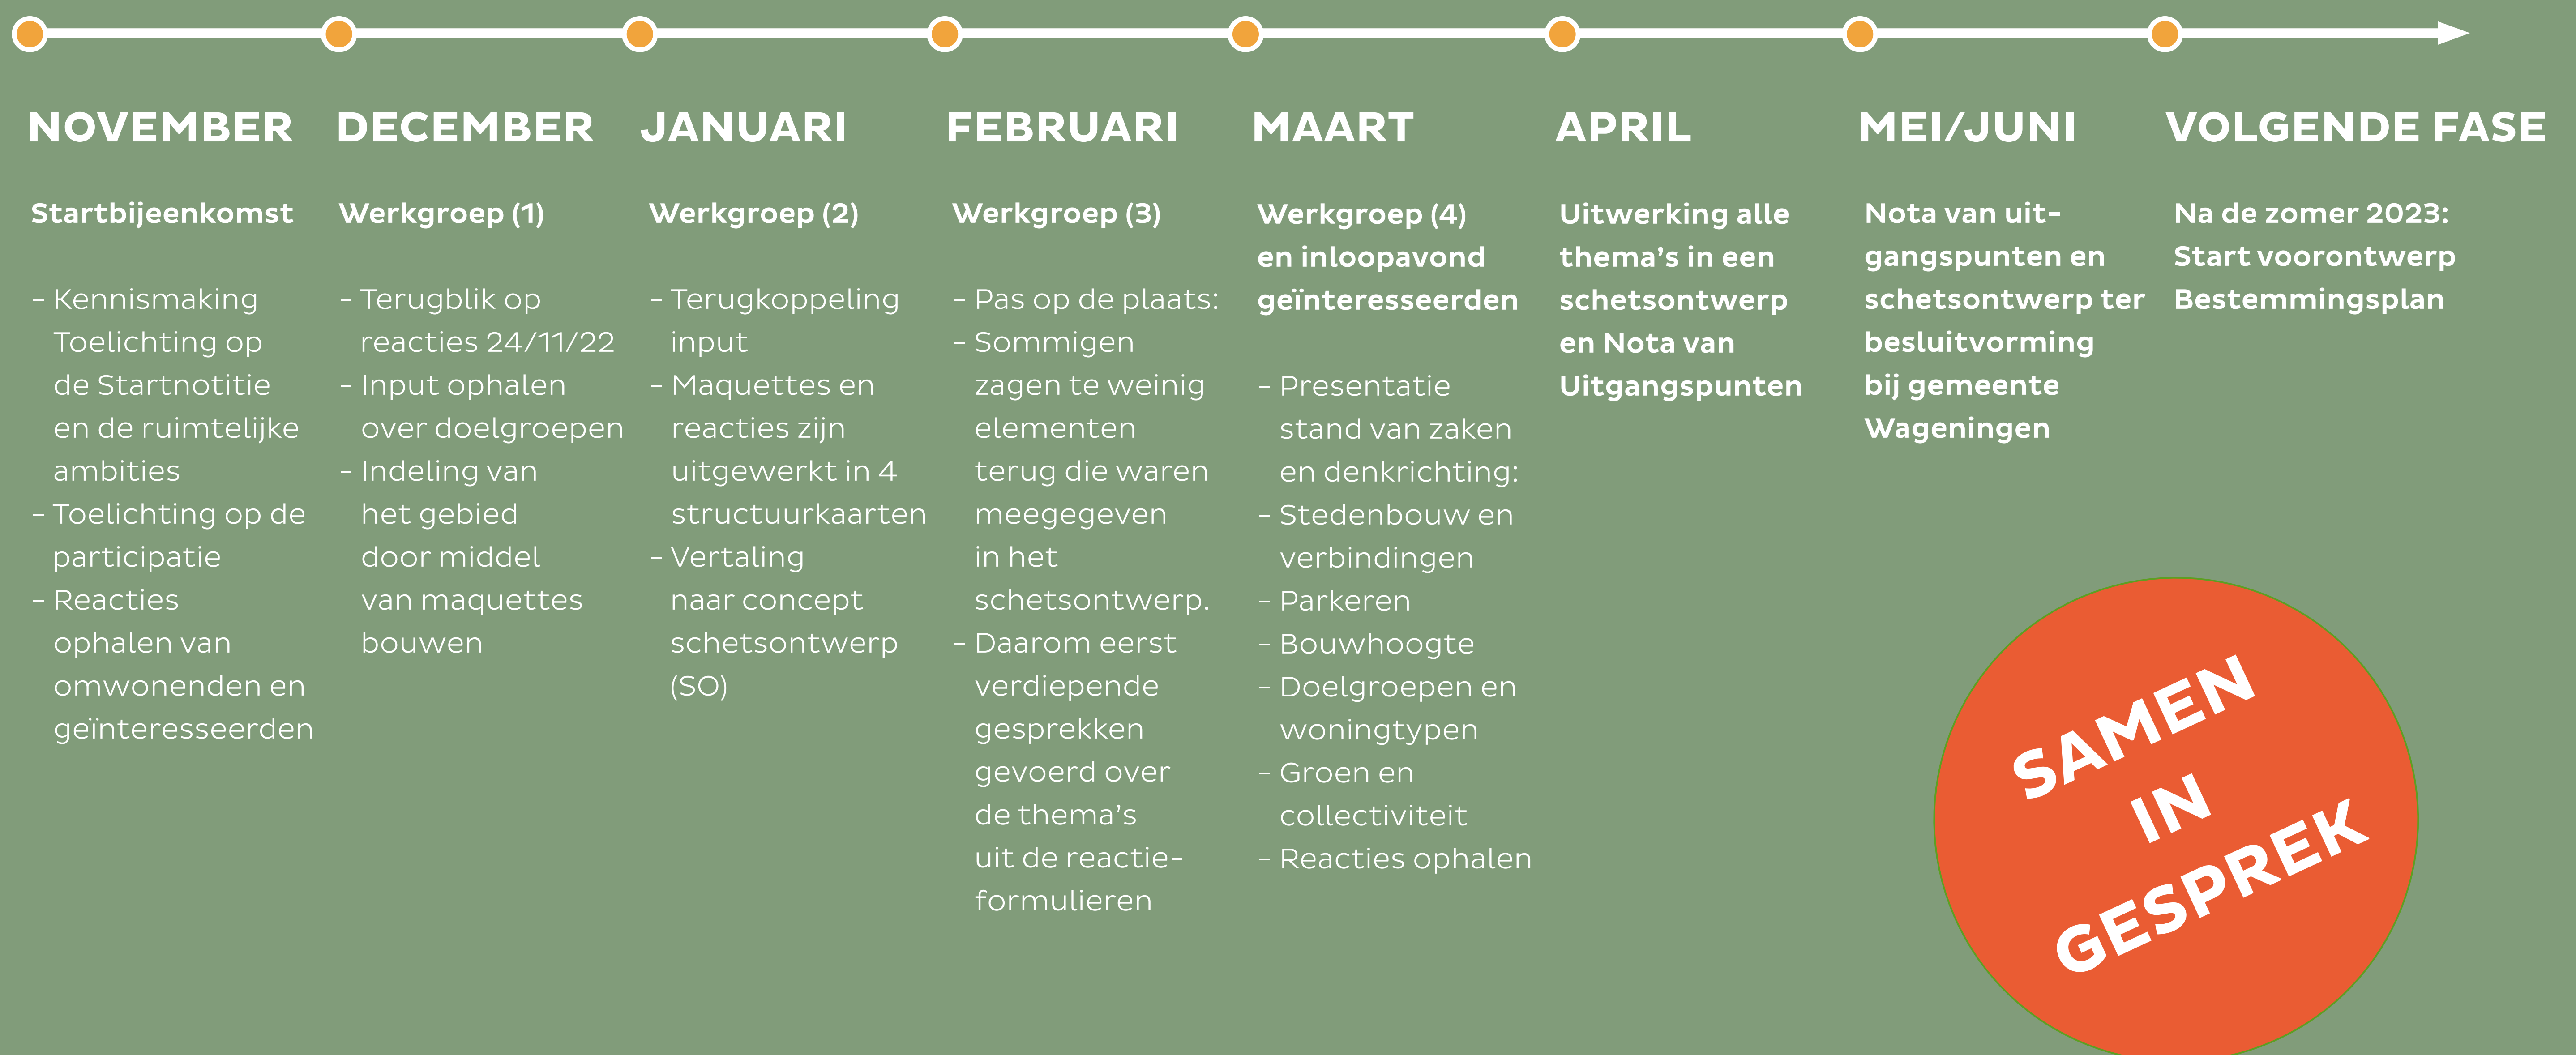 NOVEMBER
Startbijeenkomst
- Kennismaking
Toelichting op
de Startnotitie
en de ruimtelijke
ambities
- Toelichting op de
participatie
- Reacties
ophalen van
omwonenden en
geïnteresseerden
DECEMBER
Werkgroep (1)
- Terugblik op
reacties 24/11/22
- Input ophalen
over doelgroepen
- Indeling van
het gebied
door middel
van maquettes
bouwen
JANUARI
Werkgroep (2)
- Terugkoppeling
input
- Maquettes en
reacties zijn
uitgewerkt in 4
structuurkaarten
- Vertaling
naar concept
schetsontwerp
(SO)
FEBRUARI
Werkgroep (3)
- Pas op de plaats:
- Sommigen
zagen te weinig
elementen
terug die waren
meegegeven
in het
schetsontwerp.
- Daarom eerst
verdiepende
gesprekken
gevoerd over
de thema's
uit de reactie-
formulieren
MAART
Werkgroep (4)
en inloopavond
geïnteresseerden
- Presentatie
stand van zaken
en denkrichting:
- Stedenbouw en
verbindingen
- Parkeren
- Bouwhoogte
- Doelgroepen en
woningtypen
- Groen en
collectiviteit
- Reacties ophalen
APRIL
Uitwerking alle
thema's in een
schetsontwerp
en Nota van
Uitgangspunten
MEI/JUNI
Nota van uit-
gangspunten en
schetsontwerp ter
besluitvorming
bij gemeente
Wageningen
VOLGENDE FASE
Na de zomer 2023:
Start voorontwerp
Bestemmingsplan
SAMEN
IN
GESPREK